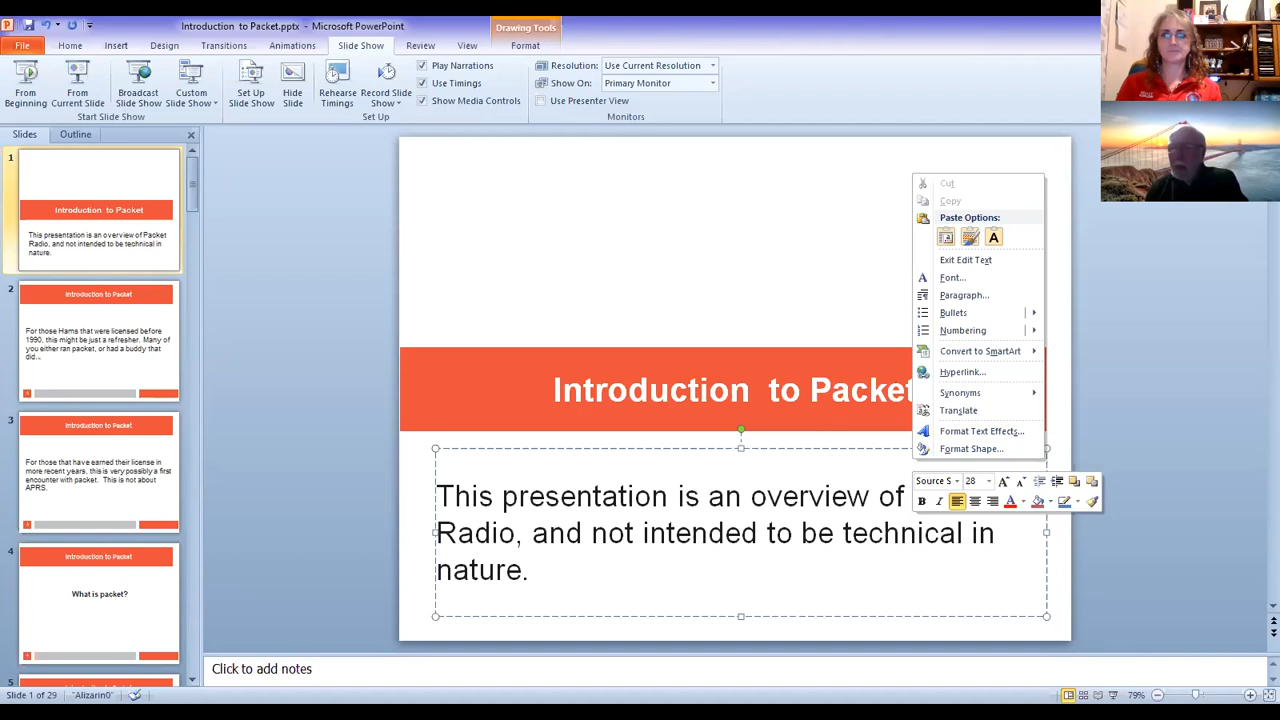 Introduction to Packet.pptx - Microsoft PowerPoint
Drawing Tools
File Home Insert Design Transitions Animations Slide Show Review View Format
From Beginning
From Current Slide
Broadcast Slide Show
Custom Slide Show
Start Slide Show
Set Up Slide Show
Hide Slide
Rehearse Timings
Record Slide Show
Play Narrations
Use Timings
Show Media Controls
Set Up
Resolution: Use Current Resolution
Show On: Primary Monitor
Use Presenter View
Monitors
Slides Outline
1
Introduction to Packet
This presentation is an overview of Packet
Radio, and not intended to be technical in
nature.
2
Introduction to Packet
For those Hams that were licensed before
1990, this might be just a refresher. Many of
you either ran packet, or had a buddy that
did..
3
Introduction to Packet
For those that have earned their license in
more recent years, this is very possibly a first
encounter with packet. This is not about
APRS.
4
Introduction to Packet
What is packet?
5
Introduction to Packet
This presentation is an overview of
Radio, and not intended to be technical in
nature.
Cut
Copy
Paste Options:
Exit Edit Text
Font...
Paragraph...
Bullets
Numbering
Convert to SmartArt
Hyperlink...
Synonyms
Translate
Format Text Effects...
Format Shape...
Source S 28
Click to add notes
Slide 1 of 29 "Alizarin0" 79%